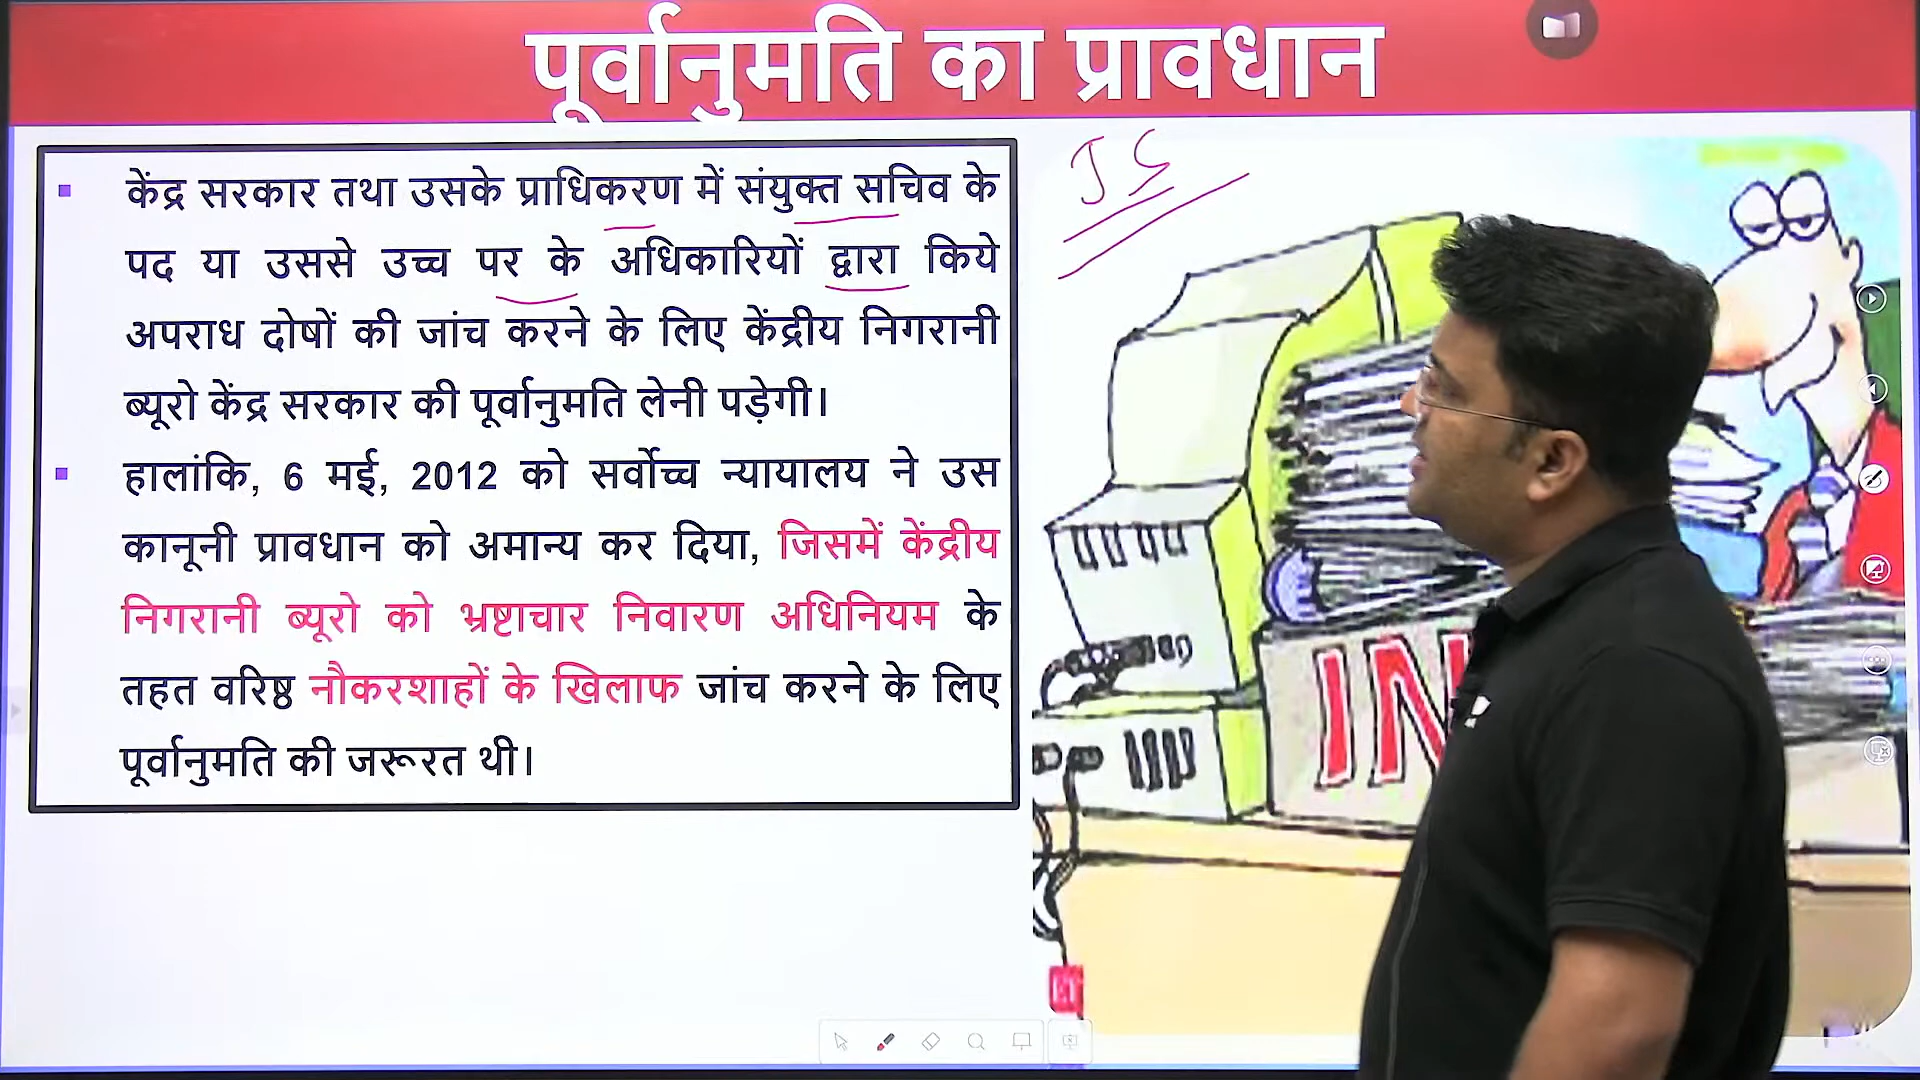 पूर्वानुमति का प्रावधान
JS
केंद्र सरकार तथा उसके प्राधिकरण में संयुक्त सचिव के
पद या उससे उच्च पर के अधिकारियों द्वारा किये
अपराध दोषों की जांच करने के लिए केंद्रीय निगरानी
ब्यूरो केंद्र सरकार की पूर्वानुमति लेनी पड़ेगी।
हालांकि, 6 मई, 2012 को सर्वोच्च न्यायालय ने उस
कानूनी प्रावधान को अमान्य कर दिया, जिसमें केंद्रीय
निगरानी ब्यूरो को भ्रष्टाचार निवारण अधिनियम के
तहत वरिष्ठ नौकरशाहों के खिलाफ जांच करने के लिए
पूर्वानुमति की जरूरत थी।
IN